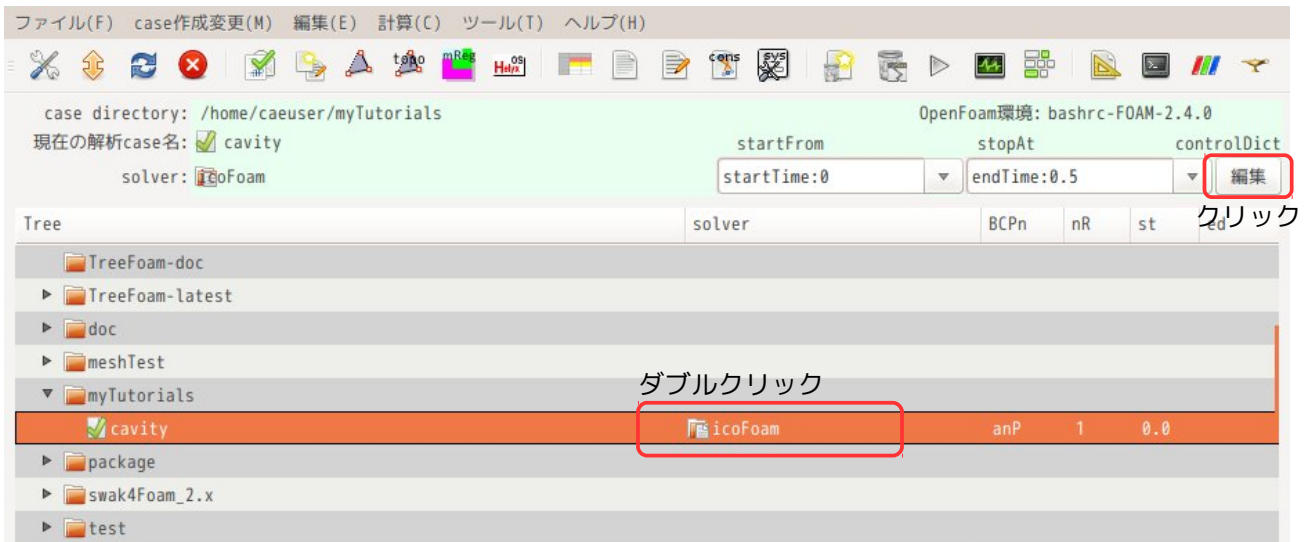 ファイル(F) case作成変更(M) 編集(E) 計算(C) ツール(T) ヘルプ(H)
topo mReg Helyx OS cons sys
case directory: /home/caeuser/myTutorials OpenFoam環境: bashrc-FOAM-2.4.0
現在の解析case名: cavity startFrom stopAt controlDict
solver: icoFoam startTime:0 endTime:0.5 編集
クリック
Tree solver BCPn nR st ed
TreeFoam-doc
TreeFoam-latest
doc
meshTest
ダブルクリック
myTutorials
cavity icoFoam anP 1 0.0
package
swak4Foam_2.x
test